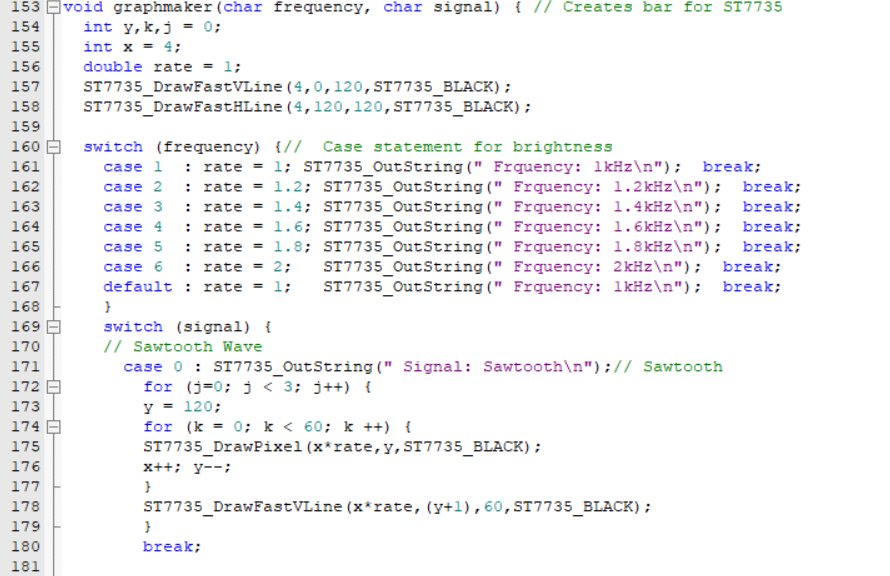 153 void graphmaker(char frequency, char signal) { // Creates bar for ST7735
154 int y,k,j = 0;
155 int x = 4;
156 double rate = 1;
157 ST7735_DrawFastVLine(4,0,120,ST7735_BLACK);
158 ST7735_DrawFastHLine(4,120,120,ST7735_BLACK);
159
160 switch (frequency) {// Case statement for brightness
161 case 1 : rate = 1; ST7735_OutString(" Frquency: 1kHz\n"); break;
162 case 2 : rate = 1.2; ST7735_OutString(" Frquency: 1.2kHz\n"); break;
163 case 3 : rate = 1.4; ST7735_OutString(" Frquency: 1.4kHz\n"); break;
164 case 4 : rate = 1.6; ST7735_OutString(" Frquency: 1.6kHz\n"); break;
165 case 5 : rate = 1.8; ST7735_OutString(" Frquency: 1.8kHz\n"); break;
166 case 6 : rate = 2; ST7735_OutString(" Frquency: 2kHz\n"); break;
167 default : rate = 1; ST7735_OutString(" Frquency: 1kHz\n"); break;
168 }
169 switch (signal) {
170 // Sawtooth Wave
171 case 0 : ST7735_OutString(" Signal: Sawtooth\n");// Sawtooth
172 for (j=0; j < 3; j++) {
173 y = 120;
174 for (k = 0; k < 60; k ++) {
175 ST7735_DrawPixel(x*rate,y,ST7735_BLACK);
176 x++; y--;
177 }
178 ST7735_DrawFastVLine(x*rate,(y+1),60,ST7735_BLACK);
179 }
180 break;
181